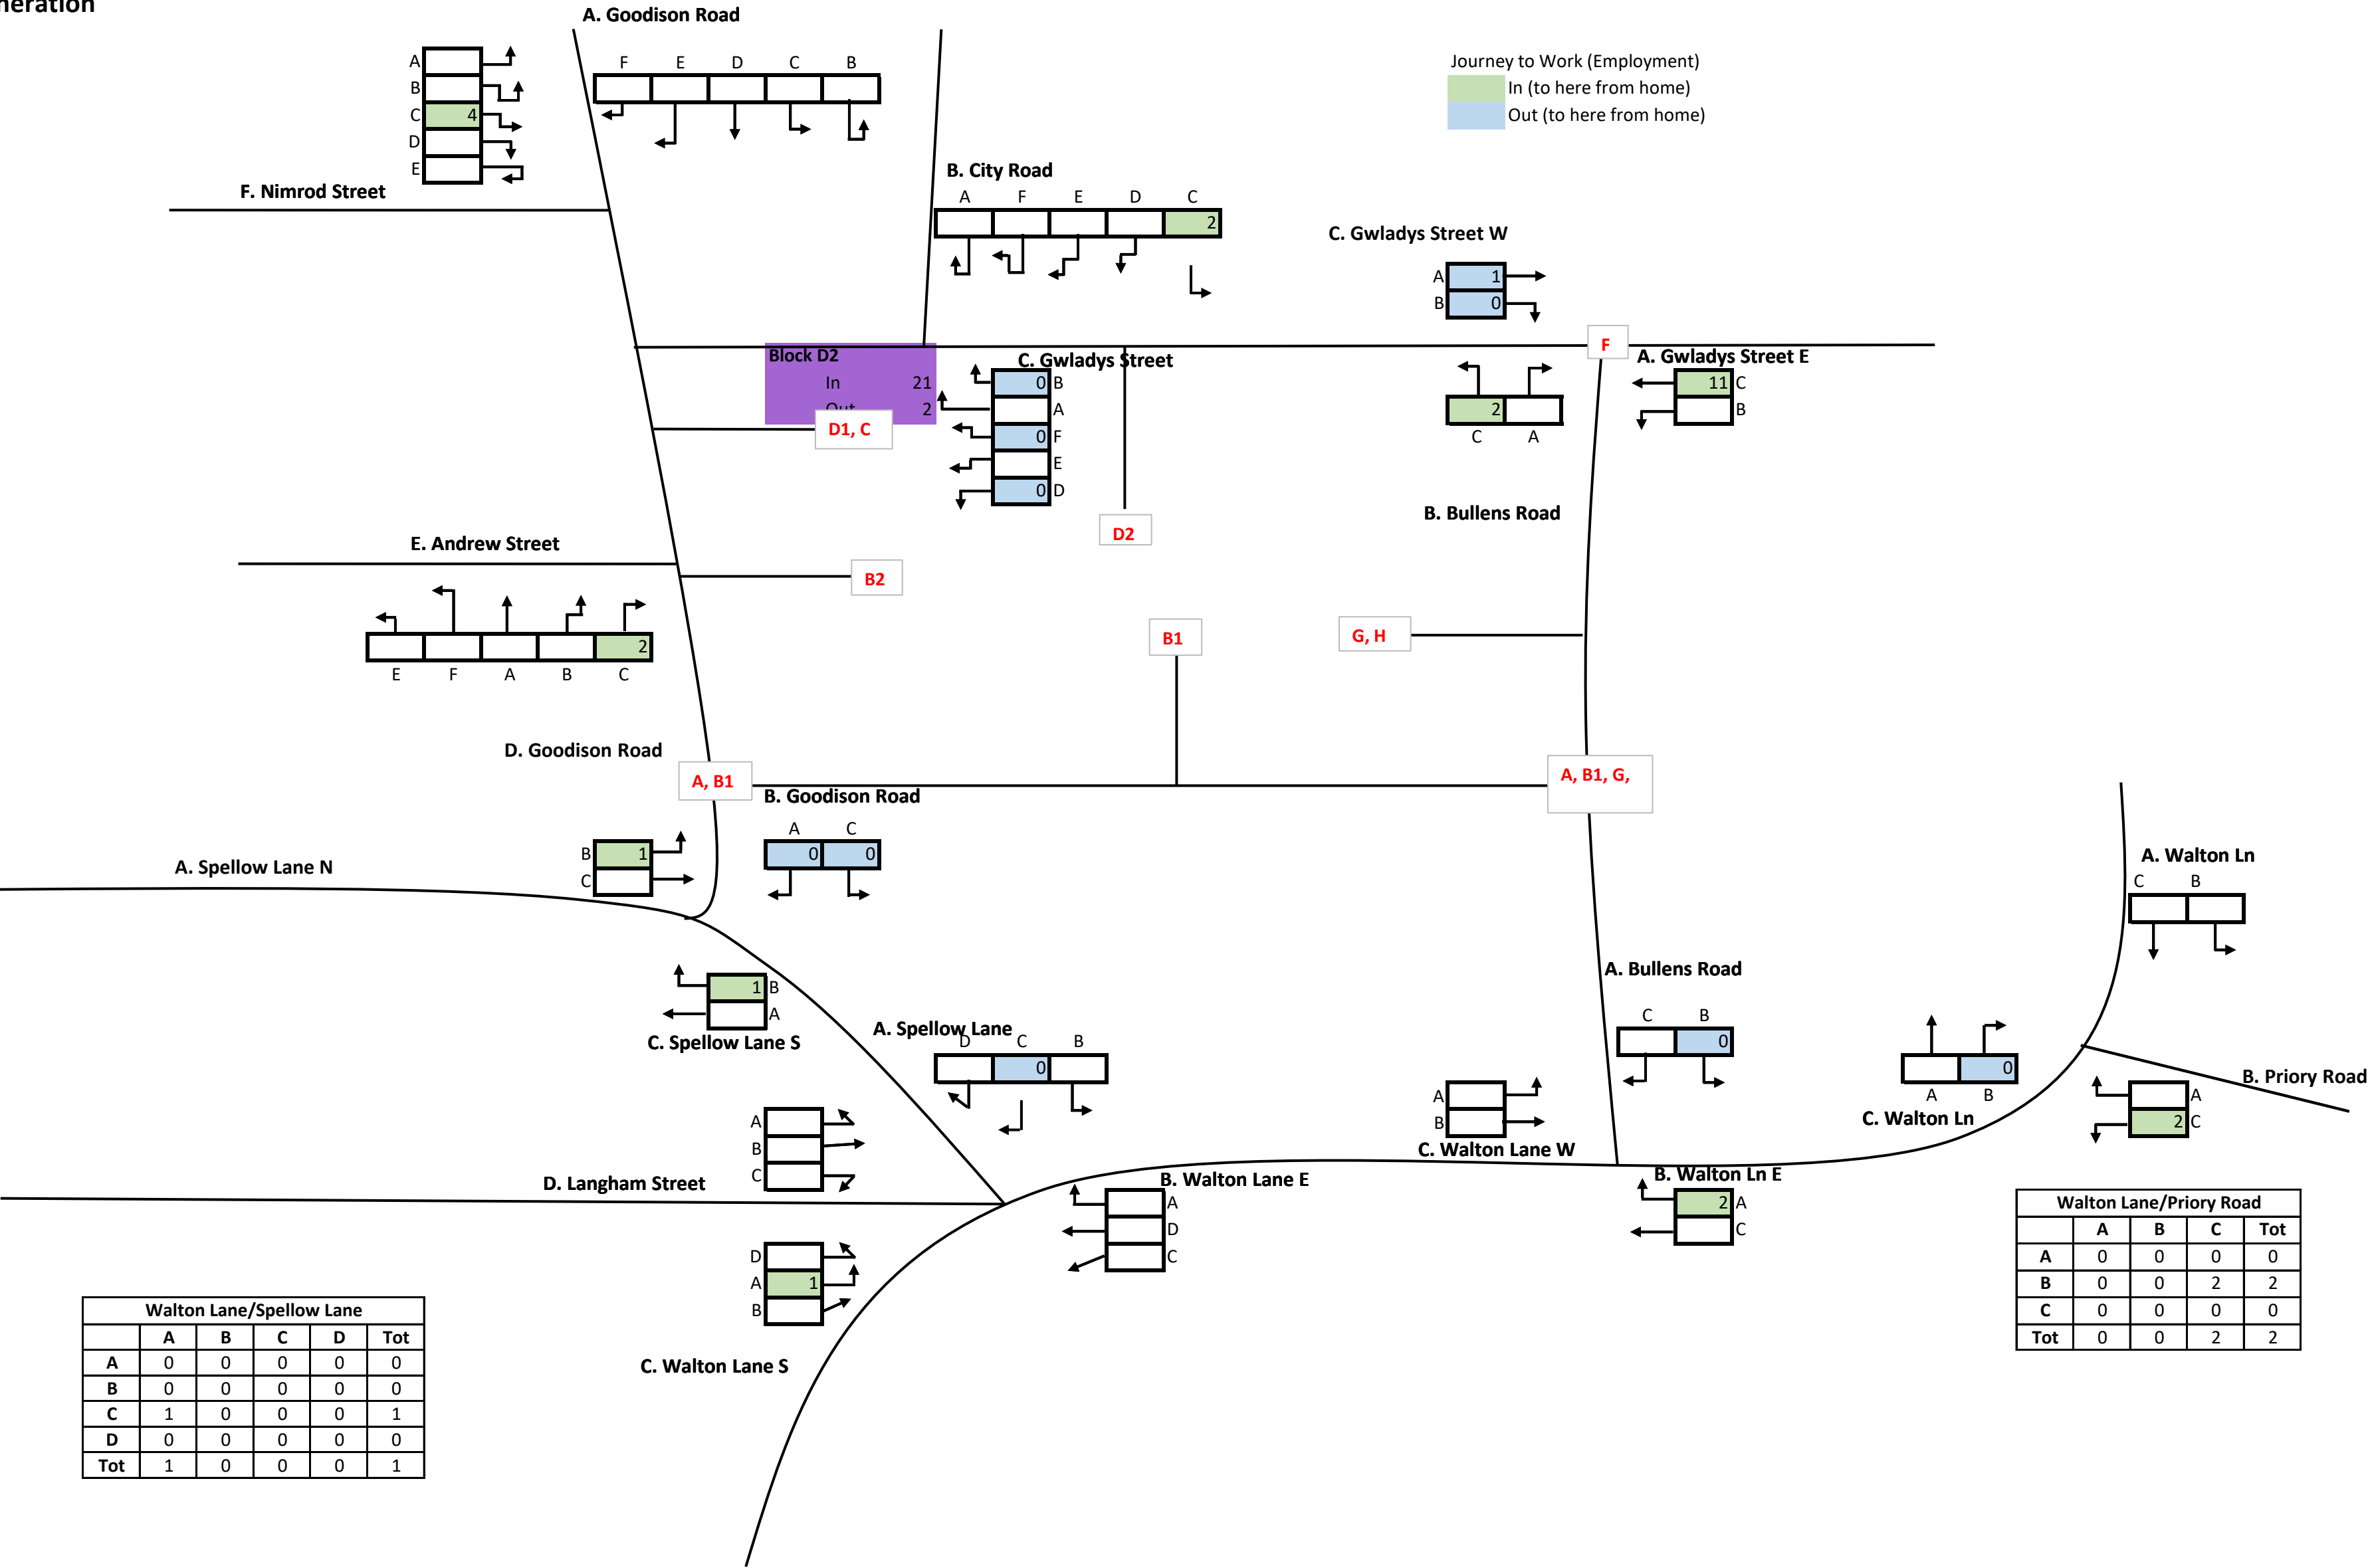 neration
A. Goodison Road
F E D C B
A
B
C 4
D
E
F. Nimrod Street
Journey to Work (Employment)
In (to here from home)
Out (to here from home)
B. City Road
A F E D C
2
C. Gwladys Street W
A 1
B 0
F
A. Gwladys Street E
11 C
B
2
C A
Block D2
In 21
Out 2
D1, C
C. Gwladys Street
0 B
A
0 F
E
0 D
B. Bullens Road
D2
E. Andrew Street
B2
2
E F A B C
B1
G, H
D. Goodison Road
A, B1
A, B1, G,
B. Goodison Road
A C
0 0
B 1
C
A. Spellow Lane N
A. Walton Ln
C B
1 B
A
C. Spellow Lane S
A. Spellow Lane
D C B
0
A. Bullens Road
C B
0
0
A B
C. Walton Ln
B. Priory Road
A
2 C
A
B
C. Walton Lane W
A
B
C
D. Langham Street
B. Walton Lane E
A
D
C
B. Walton Ln E
2 A
C
D
A 1
B
C. Walton Lane S
Walton Lane/Priory Road
A B C Tot
A 0 0 0 0
B 0 0 2 2
C 0 0 0 0
Tot 0 0 2 2
Walton Lane/Spellow Lane
A B C D Tot
A 0 0 0 0 0
B 0 0 0 0 0
C 1 0 0 0 1
D 0 0 0 0 0
Tot 1 0 0 0 1